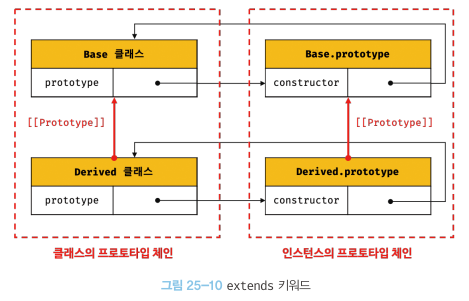 Base 클래스
Base.prototype
prototype
constructor
[[Prototype]]
[[Prototype]]
Derived 클래스
Derived.prototype
prototype
constructor
클래스의 프로토타입 체인
인스턴스의 프로토타입 체인
그림 25-10 extends 키워드